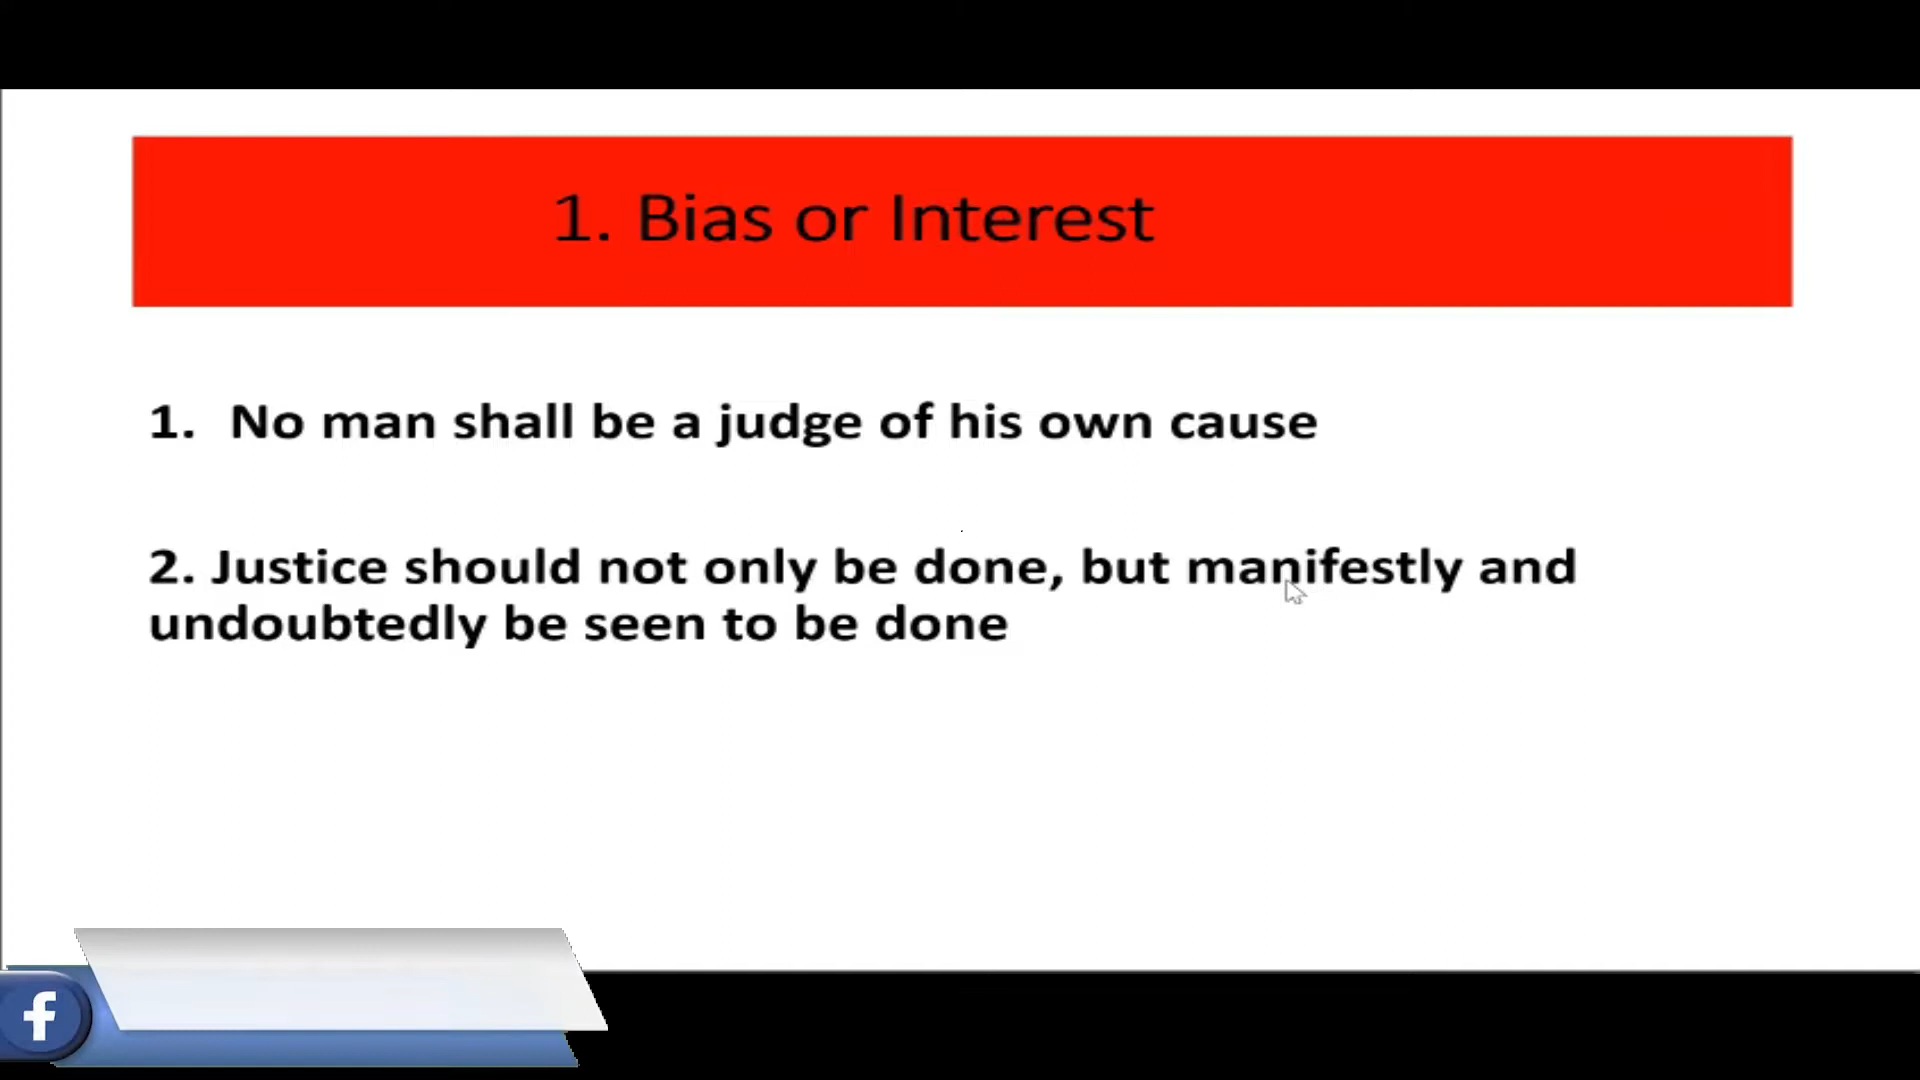 1. Bias or Interest
1. No man shall be a judge of his own cause
2. Justice should not only be done, but manifestly and
undoubtedly be seen to be done
f